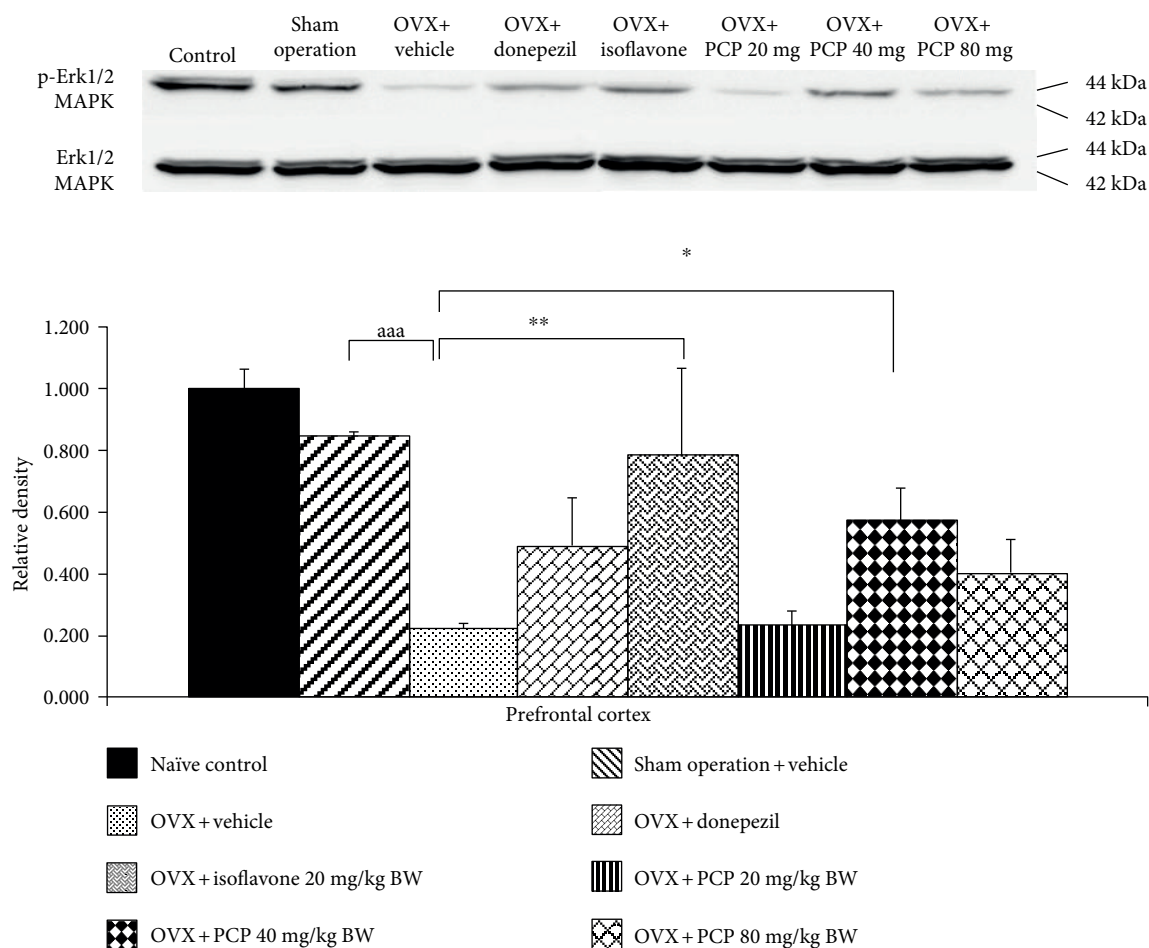 Control
Sham operation
OVX+ vehicle
OVX+ donepezil
OVX+ isoflavone
OVX+ PCP 20 mg
OVX+ PCP 40 mg
OVX+ PCP 80 mg
p-Erk1/2
MAPK
44 kDa
42 kDa
Erk1/2
MAPK
44 kDa
42 kDa
*
**
aaa
1.200
1.000
0.800
0.600
0.400
0.200
0.000
Relative density
Prefrontal cortex
Naïve control
Sham operation + vehicle
OVX + vehicle
OVX + donepezil
OVX + isoflavone 20 mg/kg BW
OVX + PCP 20 mg/kg BW
OVX + PCP 40 mg/kg BW
OVX + PCP 80 mg/kg BW